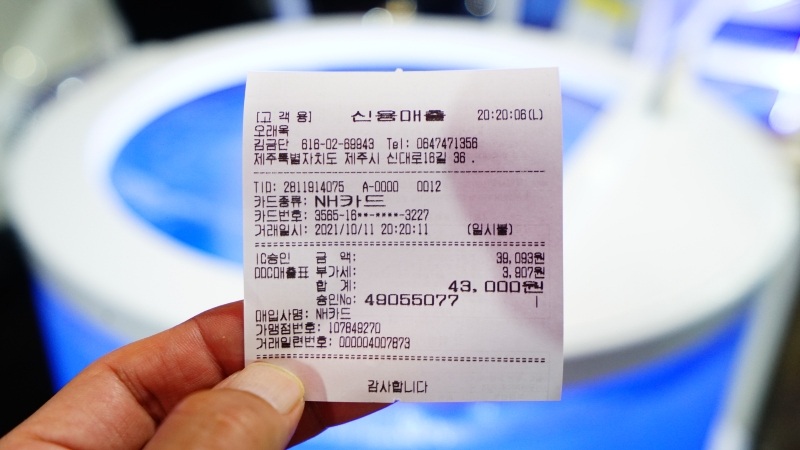 [고 객 용] 신용매출 20:20:06(L)
오래옥
김금단 616-02-69943 Tel: 0647471356
제주특별자치도 제주시 신대로16길 36 .
TID: 2811914075 A-0000 0012
카드종류: NH카드
카드번호: 3565-16**-****-3227
거래일시: 2021/10/11 20:20:11 (일시불)
IC승인 금 액: 39,093원
DDC매출표 부가세: 3,907원
합 계: 43,000원
승인No: 49055077
매입사명: NH카드
가맹점번호: 107849270
거래일련번호: 000004007873
감사합니다